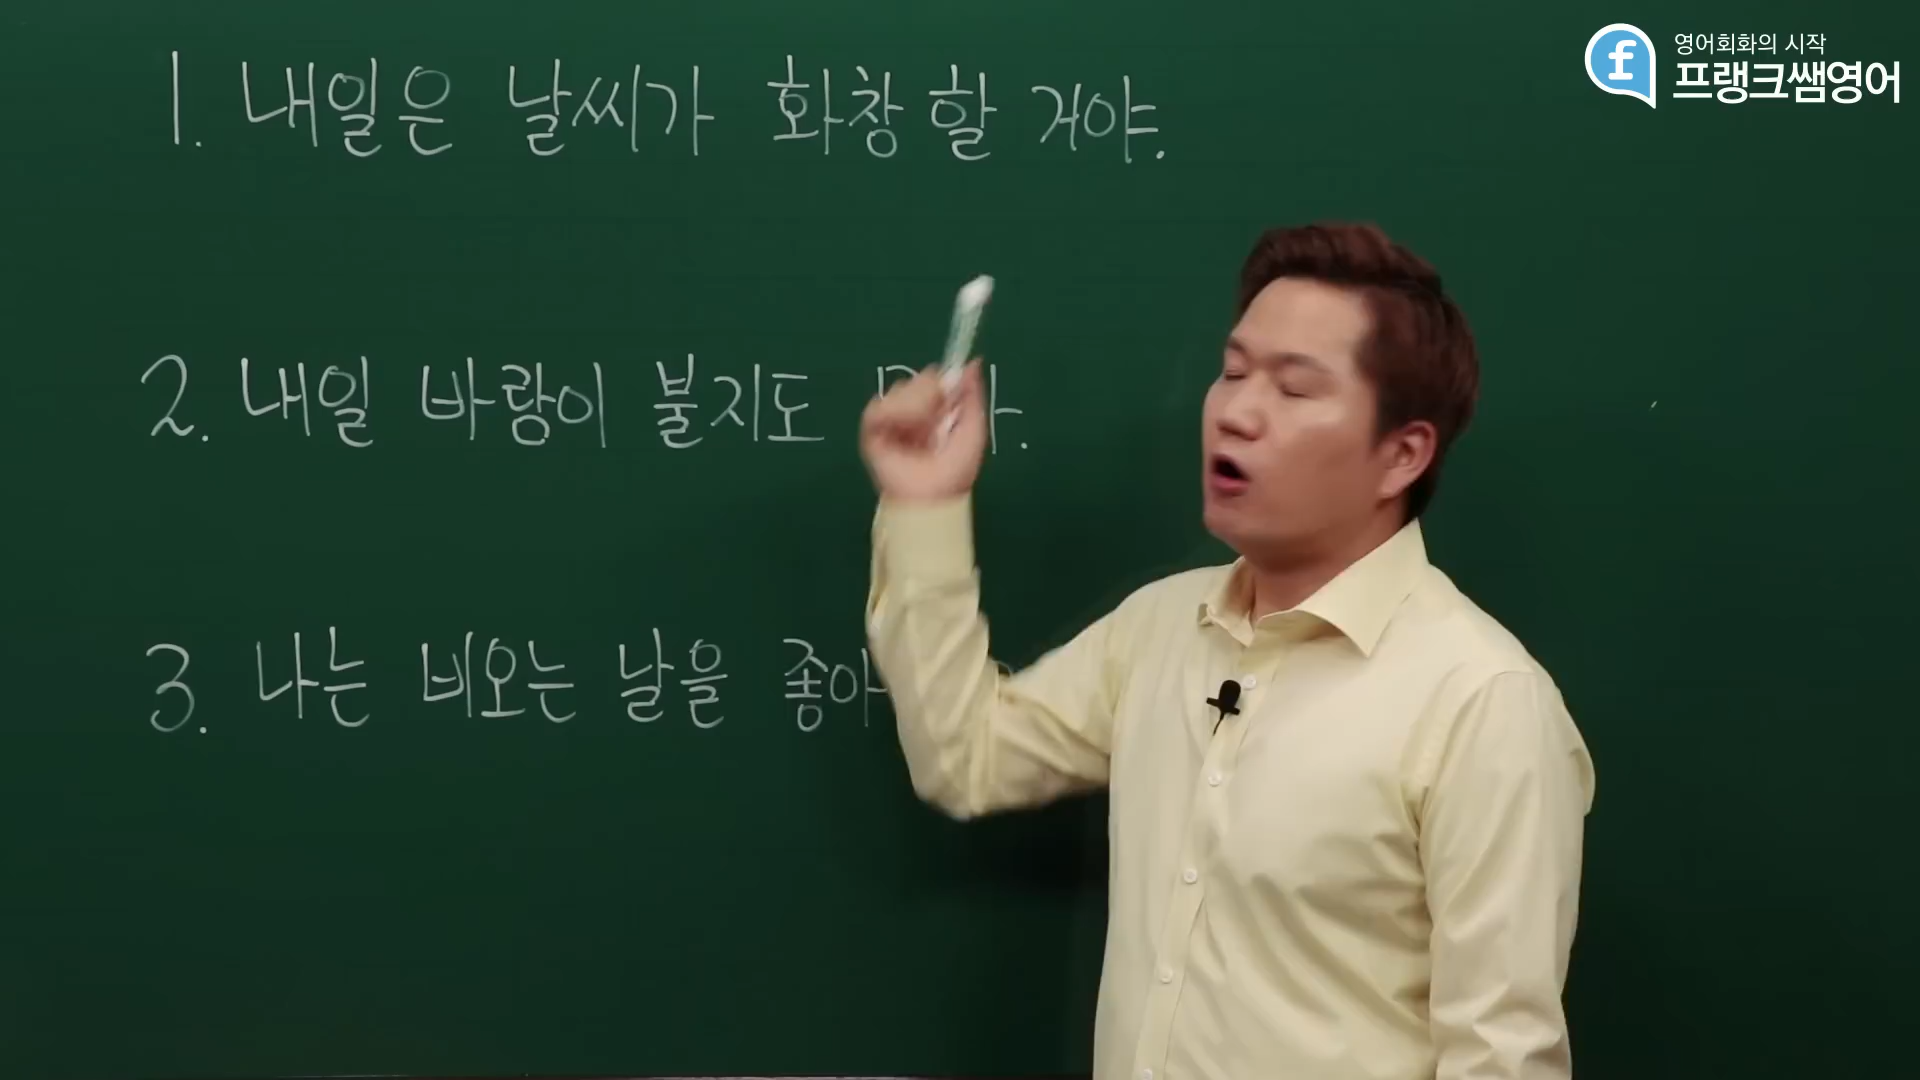 영어회화의 시작
프랭크쌤영어
1. 내일은 날씨가 화창할 거야.
2. 내일 바람이 불지도
3. 나는 비오는 날을